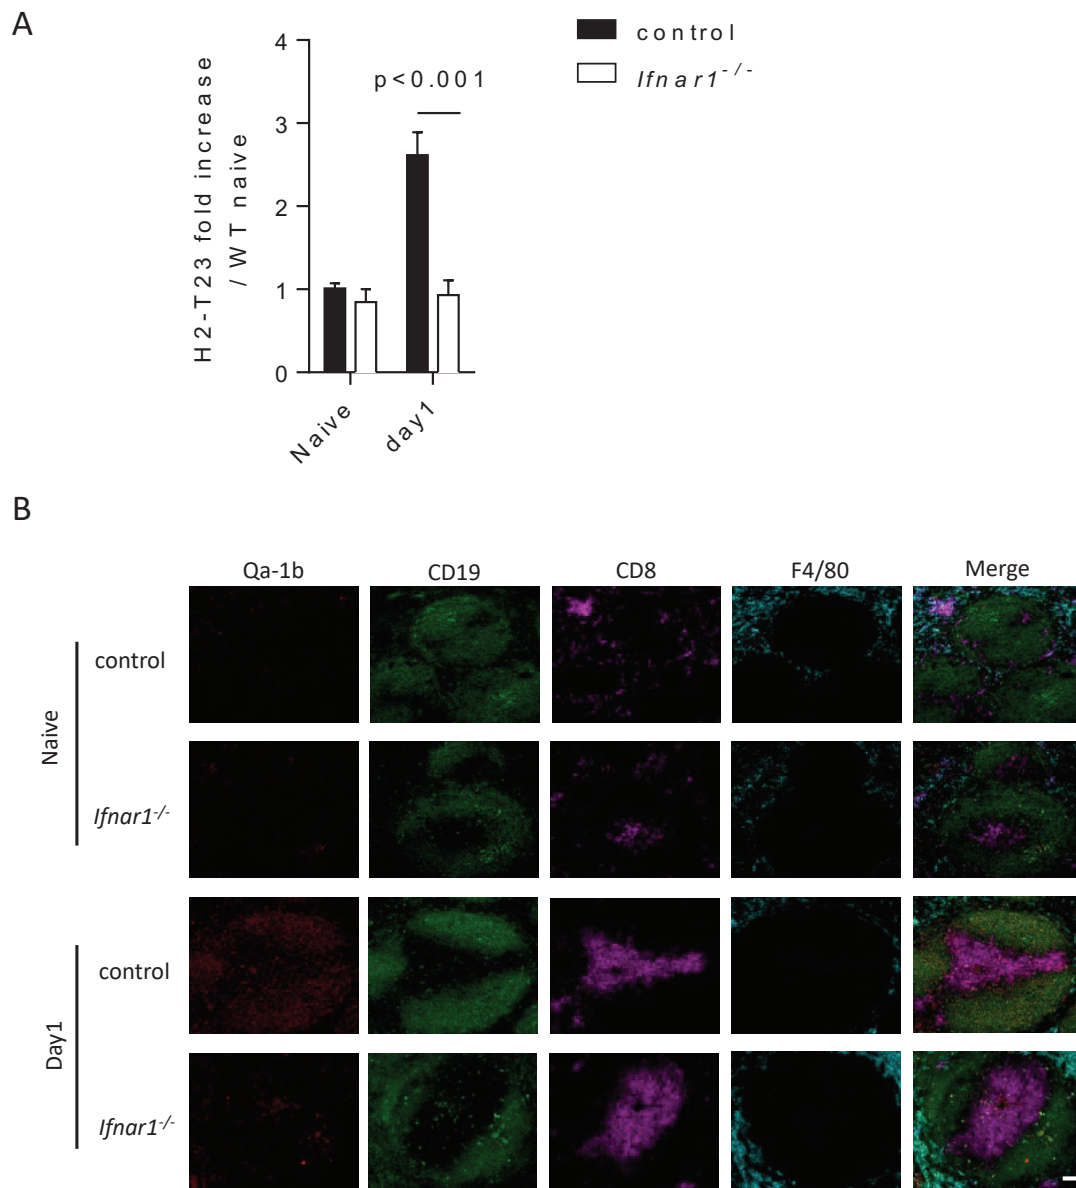 A
4
3
2
1
0
H2-T23 fold increase
/ WT naive
p<0.001
control
Ifnar1-/-
Naive
day1
B
Qa-1b CD19 CD8 F4/80 Merge
Naive
control
Ifnar1-/-
Day1
control
Ifnar1-/-